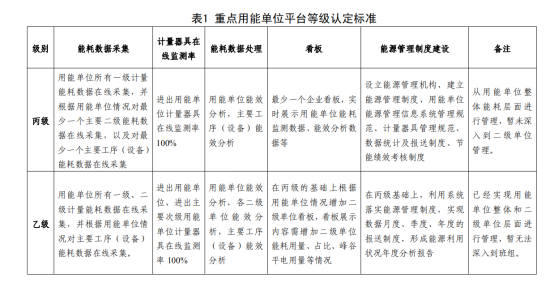 表1 重点用能单位平台等级认定标准
级别
能耗数据采集
计量器具在
线监测率
能耗数据处理
看板
能源管理制度建设
备注
丙级
用能单位所有一级计量
能耗数据在线采集，并
根据用能单位情况对最
少一个主要二级能耗数
据在线采集，以及对最
少一个主要工序（设备）
能耗数据在线采集
进出用能单
位计量器具
在线监测率
100%
用能单位能效
分析，主要工
序（设备）能
效分析
最少一个企业看板，实
时展示用能单位能耗
监测数据、能效分析数
据等
设立能源管理机构、建立
能源管理制度，用能单位
能源管理信息系统管理规
范、计量器具管理规范、
数据统计及报送制度、节
能绩效考核制度
从用能单位整
体能耗层面进
行管理，暂未深
入到二级单位
管理。
乙级
用能单位所有一级、二
级计量能耗数据在线采
集，并根据用能单位情
况对主要工序（设备）
能耗数据在线采集。
进出用能单
位、进出主
要次级用能
单位计量器
具在线监测
率 100%
用能单位能效
分析，各二级
单位能效分
析，主要工序
（设备）能效
分析
在丙级的基础上根据
用能单位情况增加二
级单位看板，看板展示
内容需增加二级单位
能耗用量、占比、峰谷
平电用量等情况
在丙级基础上，利用系统
落实能源管理制度，实现
数据月度、季度、年度的
报送制度，形成能源利用
状况年度分析报告
已经实现用能
单位整体和二
级单位层面进
行管理，暂无法
深入到班组。